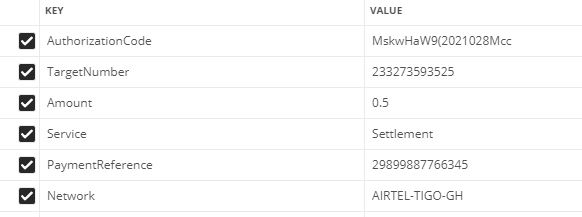 KEY VALUE
AuthorizationCode MskwHaW9(2021028Mcc
TargetNumber 233273593525
Amount 0.5
Service Settlement
PaymentReference 29899887766345
Network AIRTEL-TIGO-GH